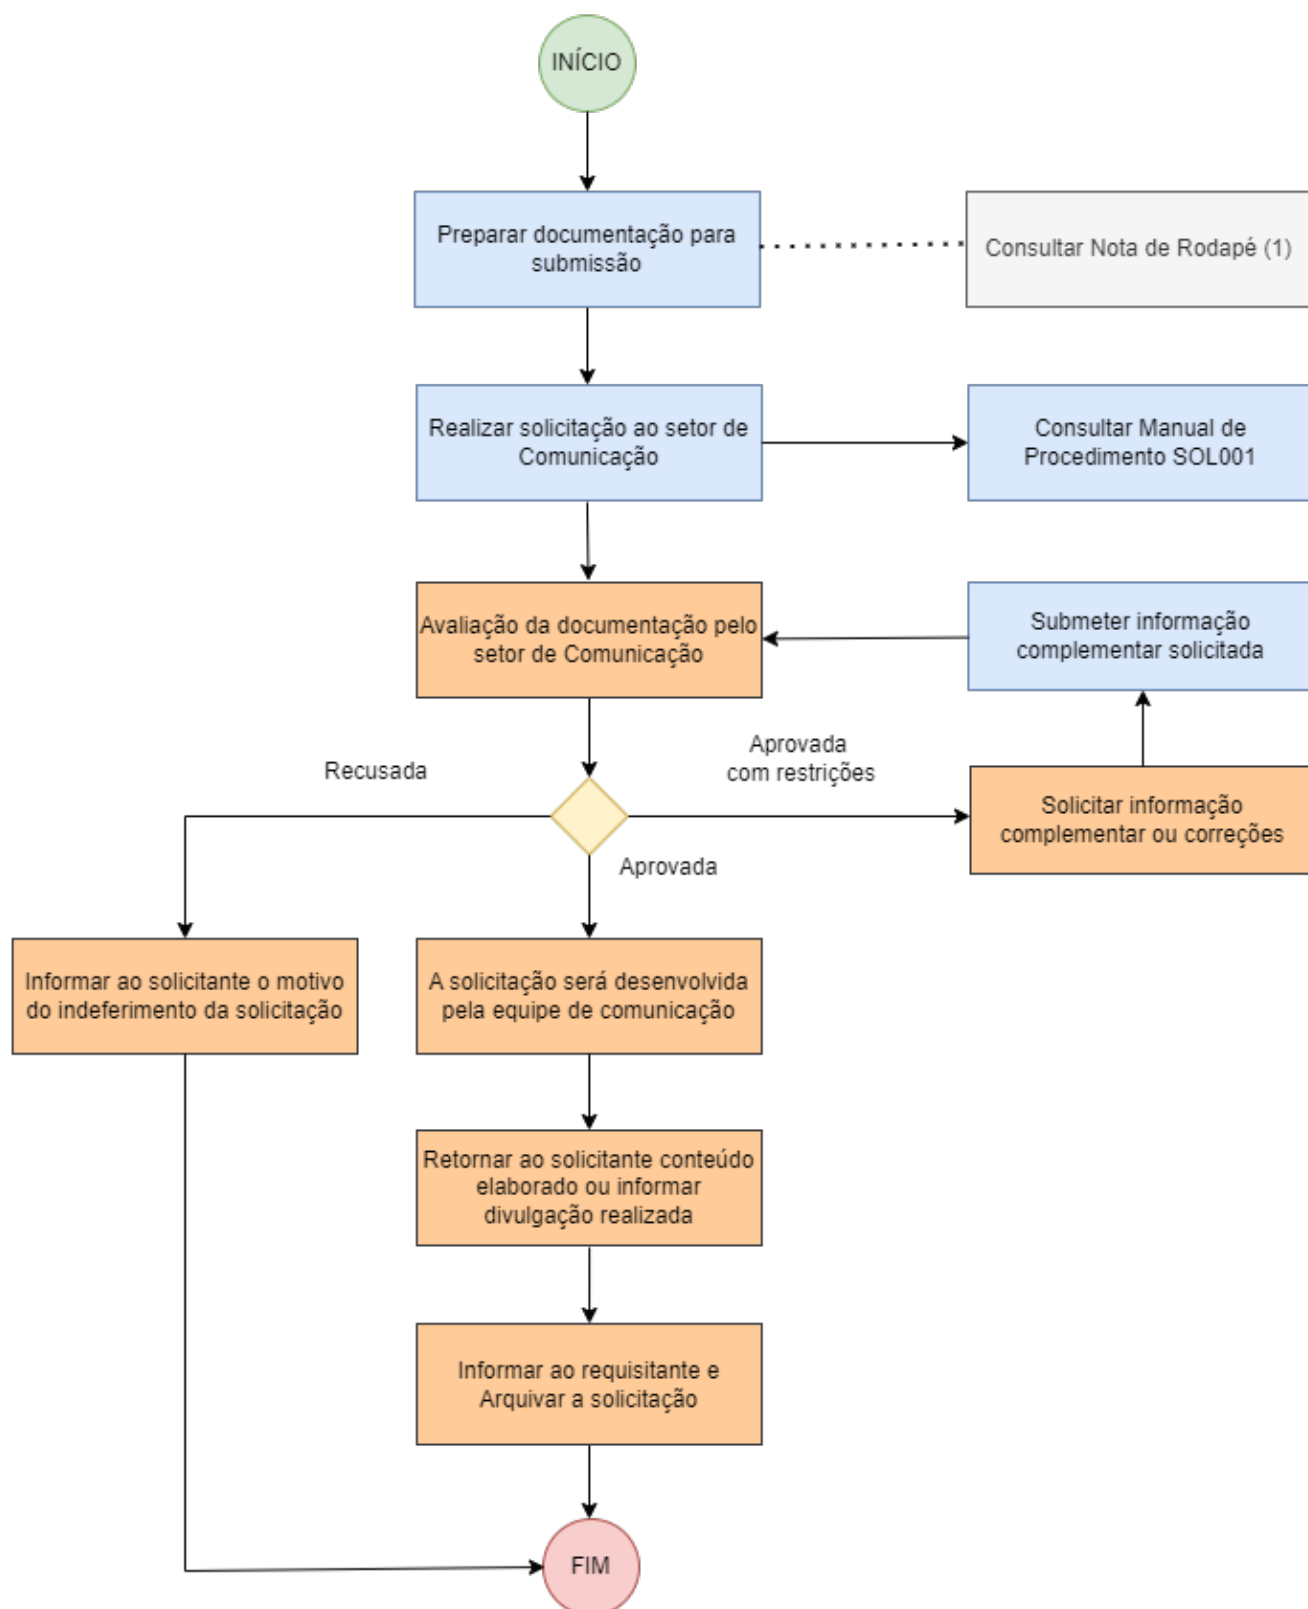 INÍCIO
Preparar documentação para
submissão
Consultar Nota de Rodapé (1)
Realizar solicitação ao setor de
Comunicação
Consultar Manual de
Procedimento SOL001
Avaliação da documentação pelo
setor de Comunicação
Submeter informação
complementar solicitada
Recusada
Aprovada
com restrições
Solicitar informação
complementar ou correções
Aprovada
Informar ao solicitante o motivo
do indeferimento da solicitação
A solicitação será desenvolvida
pela equipe de comunicação
Retornar ao solicitante conteúdo
elaborado ou informar
divulgação realizada
Informar ao requisitante e
Arquivar a solicitação
FIM